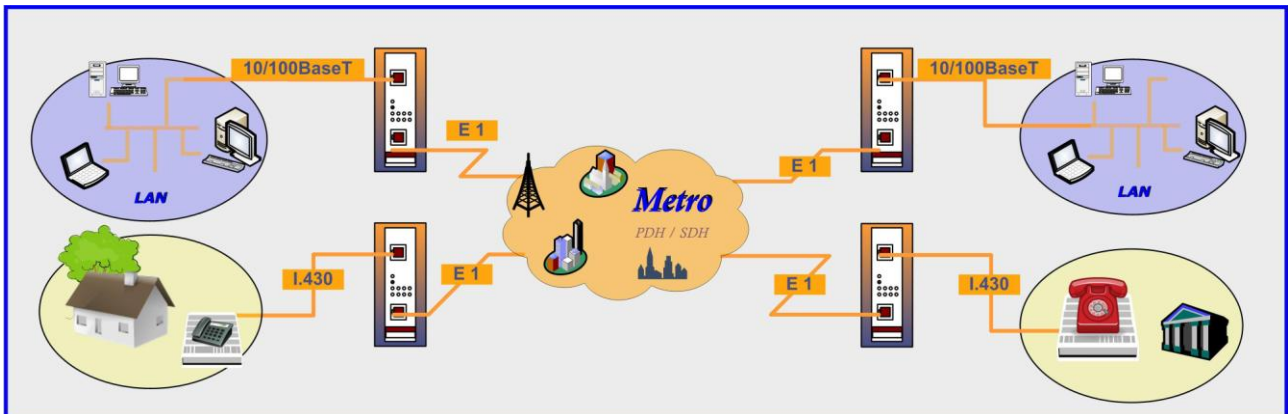 10/100BaseT
10/100BaseT
E 1
E 1
LAN
Metro
LAN
PDH / SDH
I.430
E 1
E 1
I.430